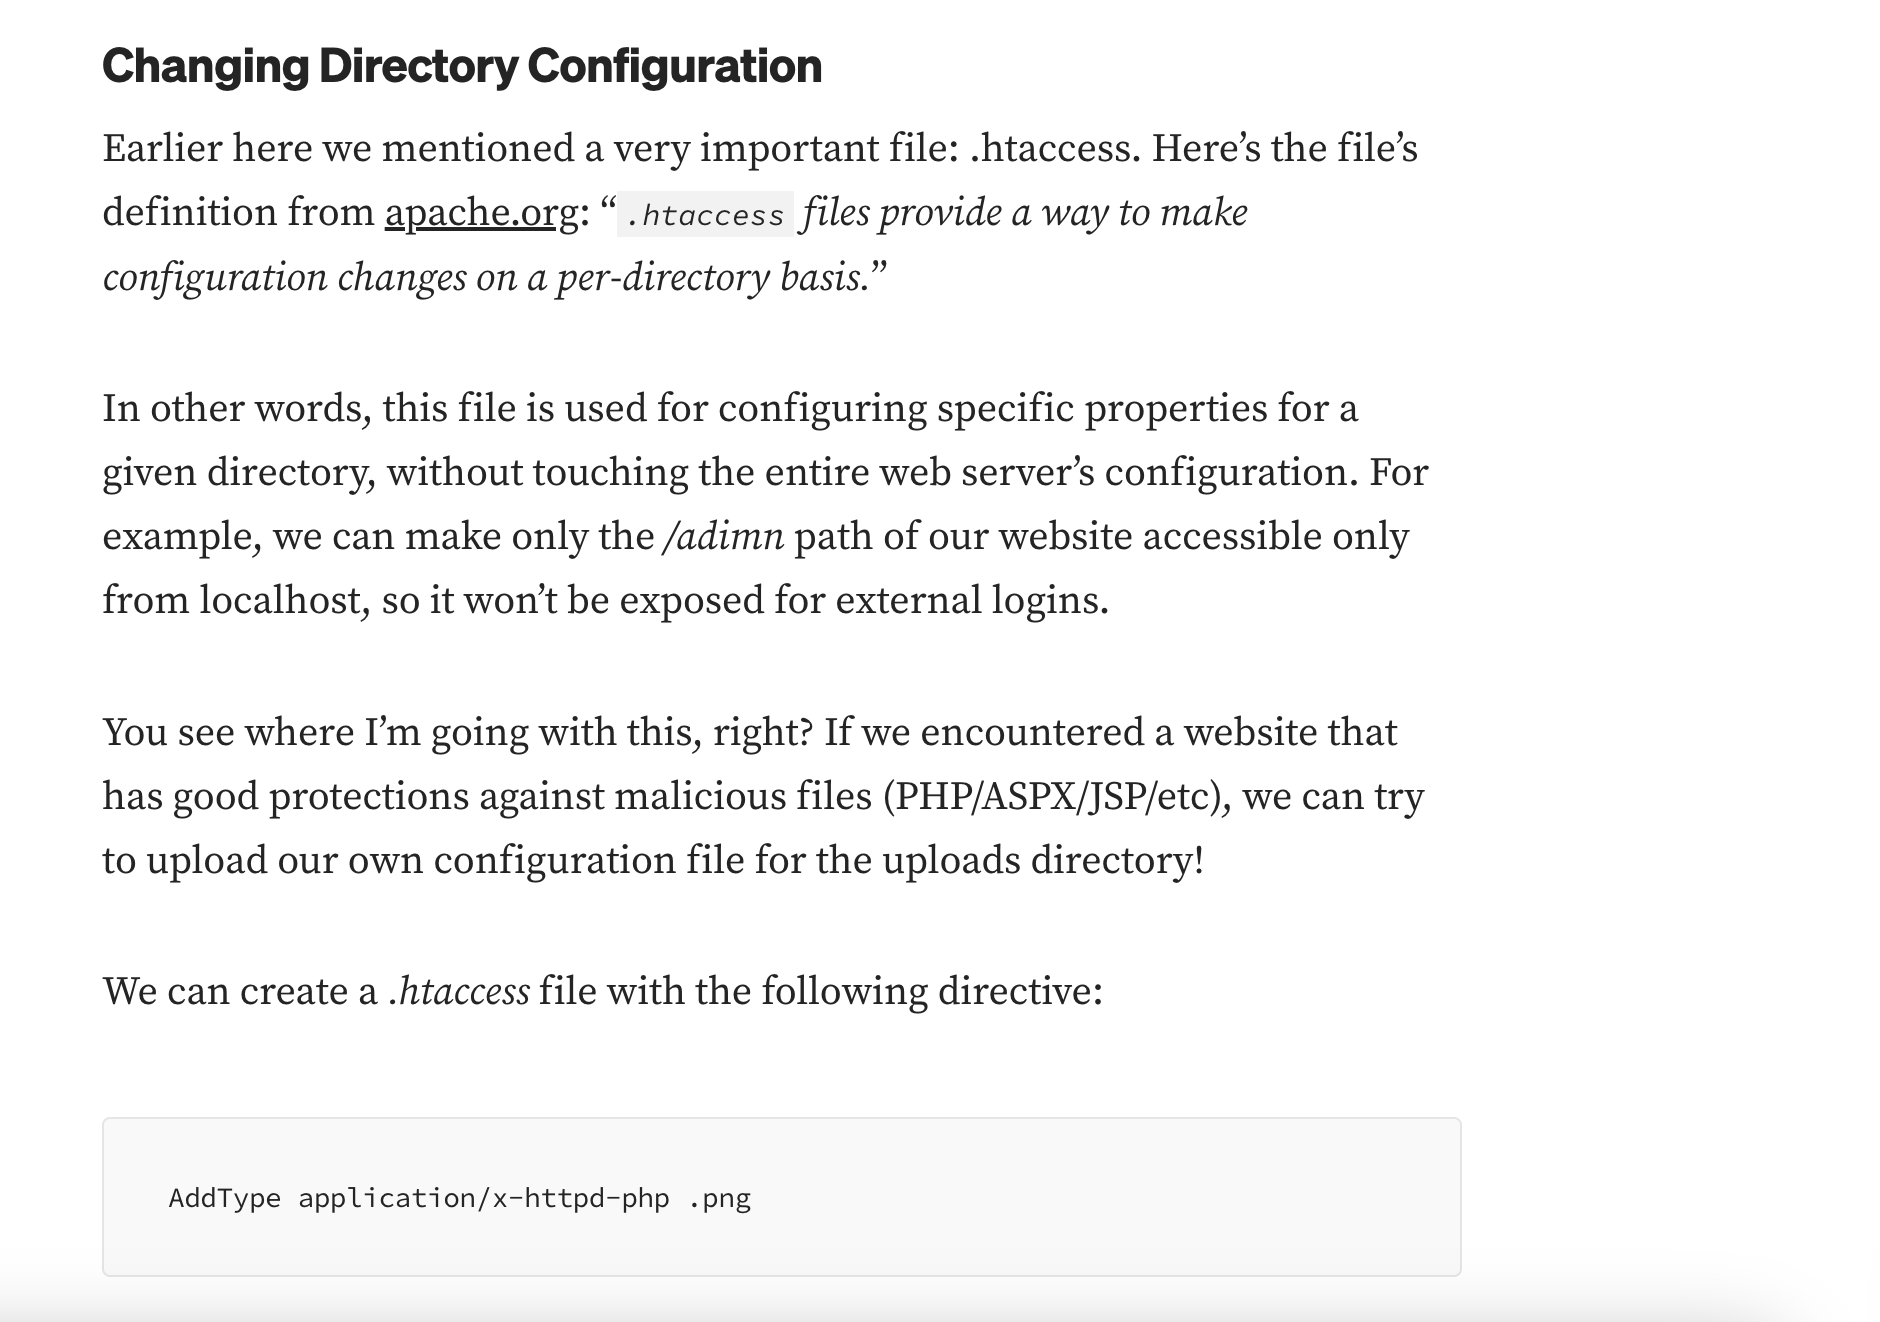 Changing Directory Configuration
Earlier here we mentioned a very important file: .htaccess. Here’s the file’s
definition from apache.org: “.htaccess files provide a way to make
configuration changes on a per-directory basis.”
In other words, this file is used for configuring specific properties for a
given directory, without touching the entire web server’s configuration. For
example, we can make only the /adimn path of our website accessible only
from localhost, so it won’t be exposed for external logins.
You see where I’m going with this, right? If we encountered a website that
has good protections against malicious files (PHP/ASPX/JSP/etc), we can try
to upload our own configuration file for the uploads directory!
We can create a .htaccess file with the following directive:
AddType application/x-httpd-php .png